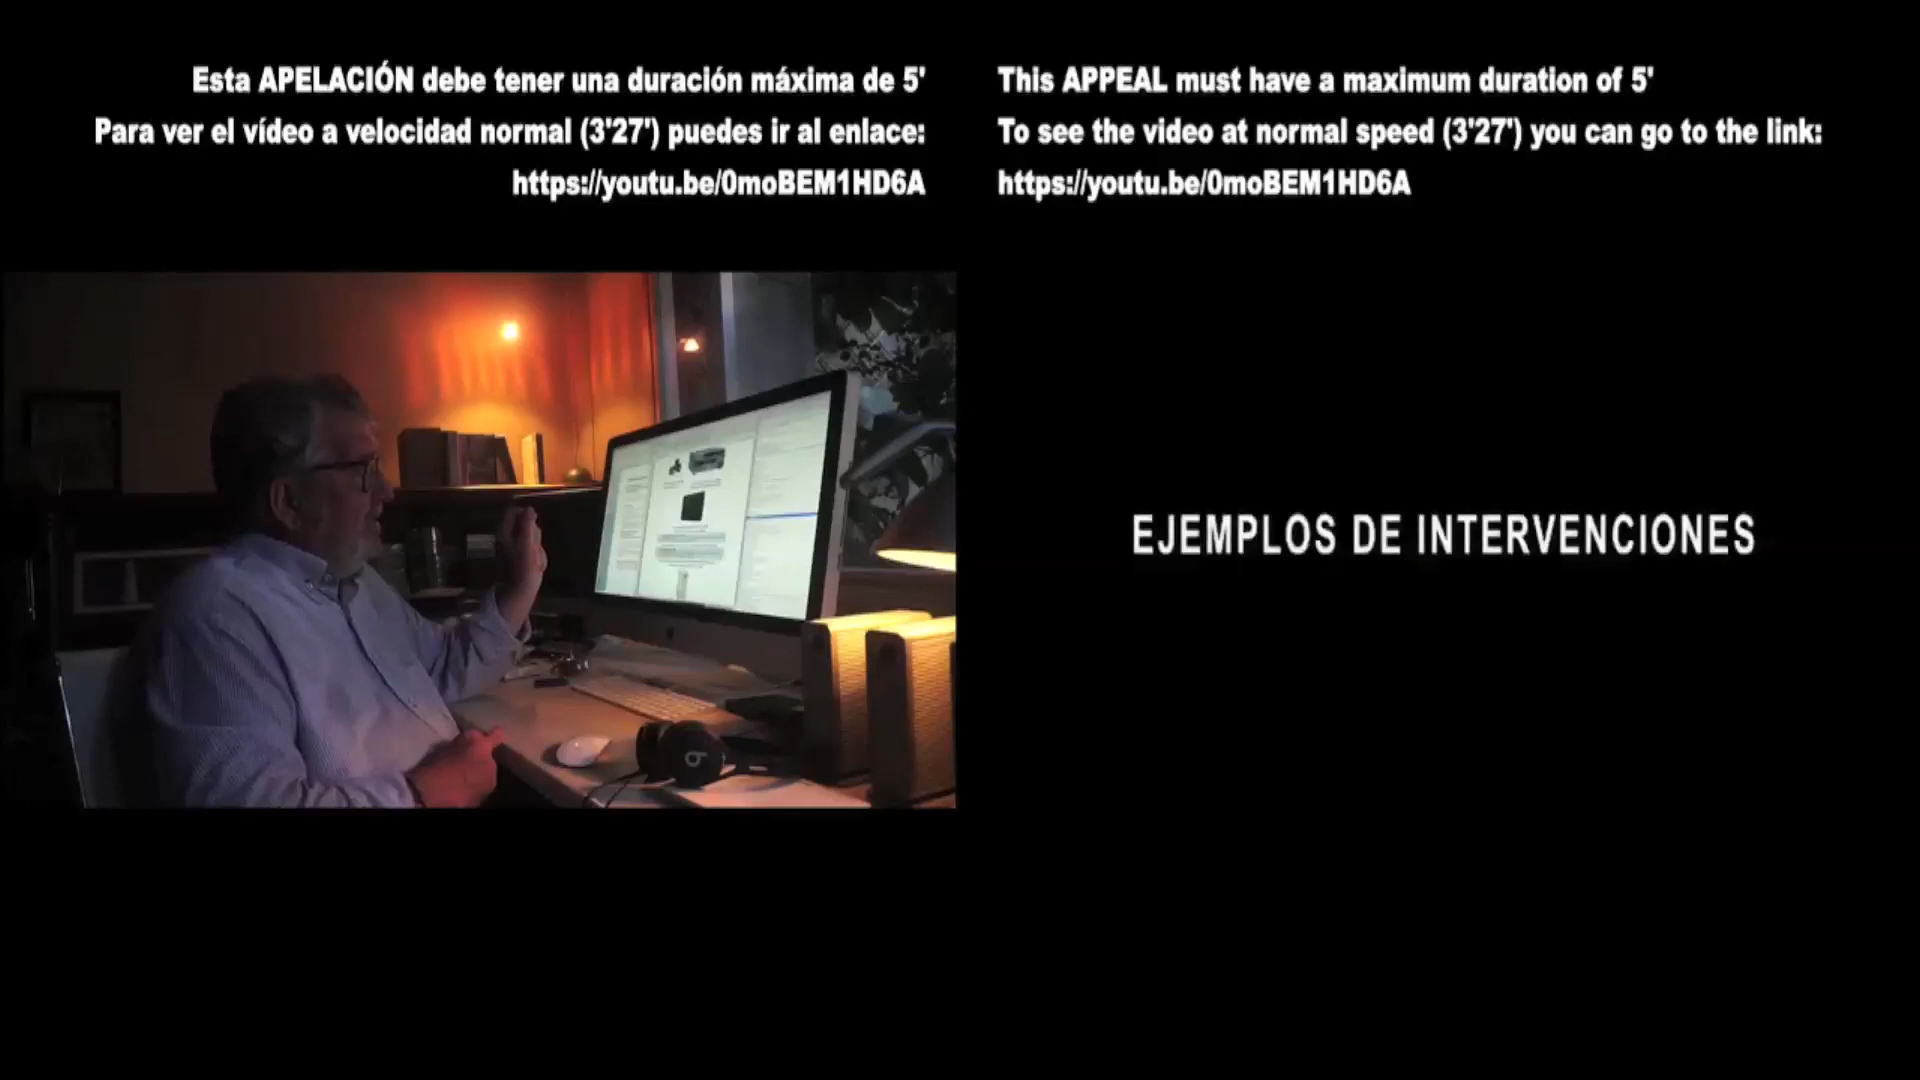 Esta APELACIÓN debe tener una duración máxima de 5'
Para ver el vídeo a velocidad normal (3'27') puedes ir al enlace:
https://youtu.be/0moBEM1HD6A
This APPEAL must have a maximum duration of 5'
To see the video at normal speed (3'27') you can go to the link:
https://youtu.be/0moBEM1HD6A
EJEMPLOS DE INTERVENCIONES